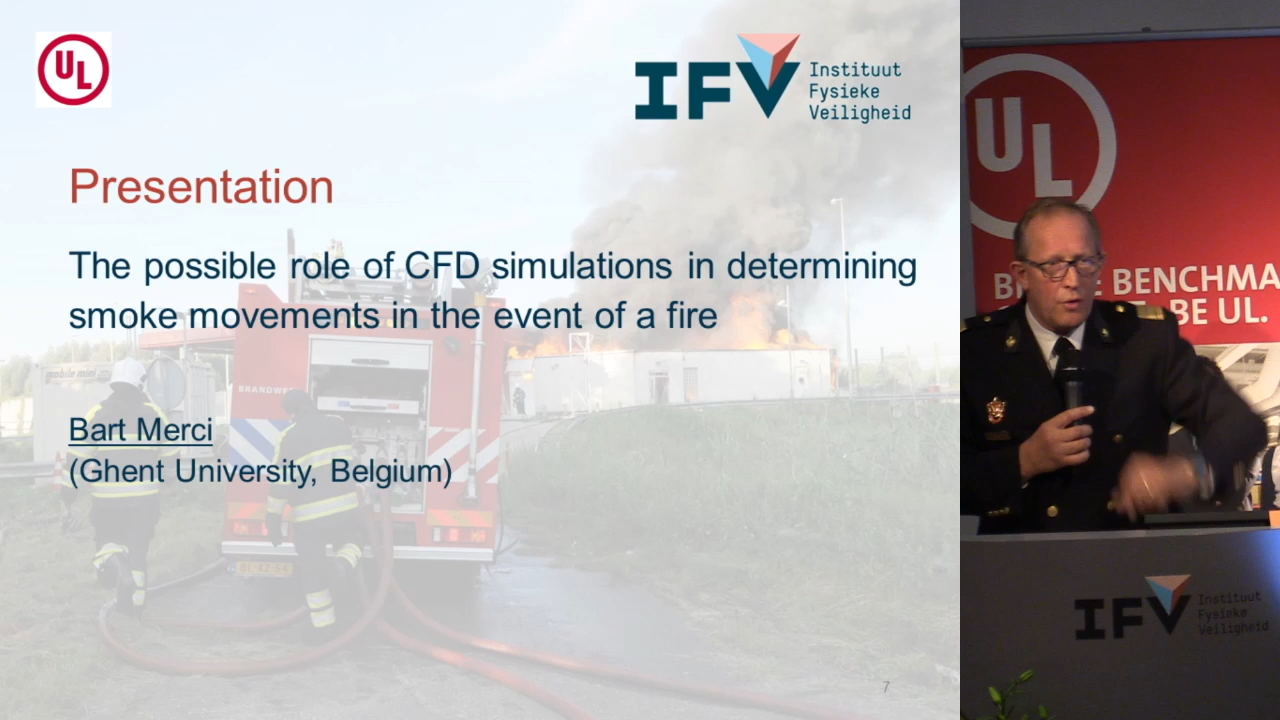 UL
IFV Instituut
Fysieke
Veiligheid
Presentation
The possible role of CFD simulations in determining
smoke movements in the event of a fire
Bart Merci
(Ghent University, Belgium)
BRANDWE
7
UL
BENCHMA
BE UL.
IFV Instituut
Fysieke
Veiligheid